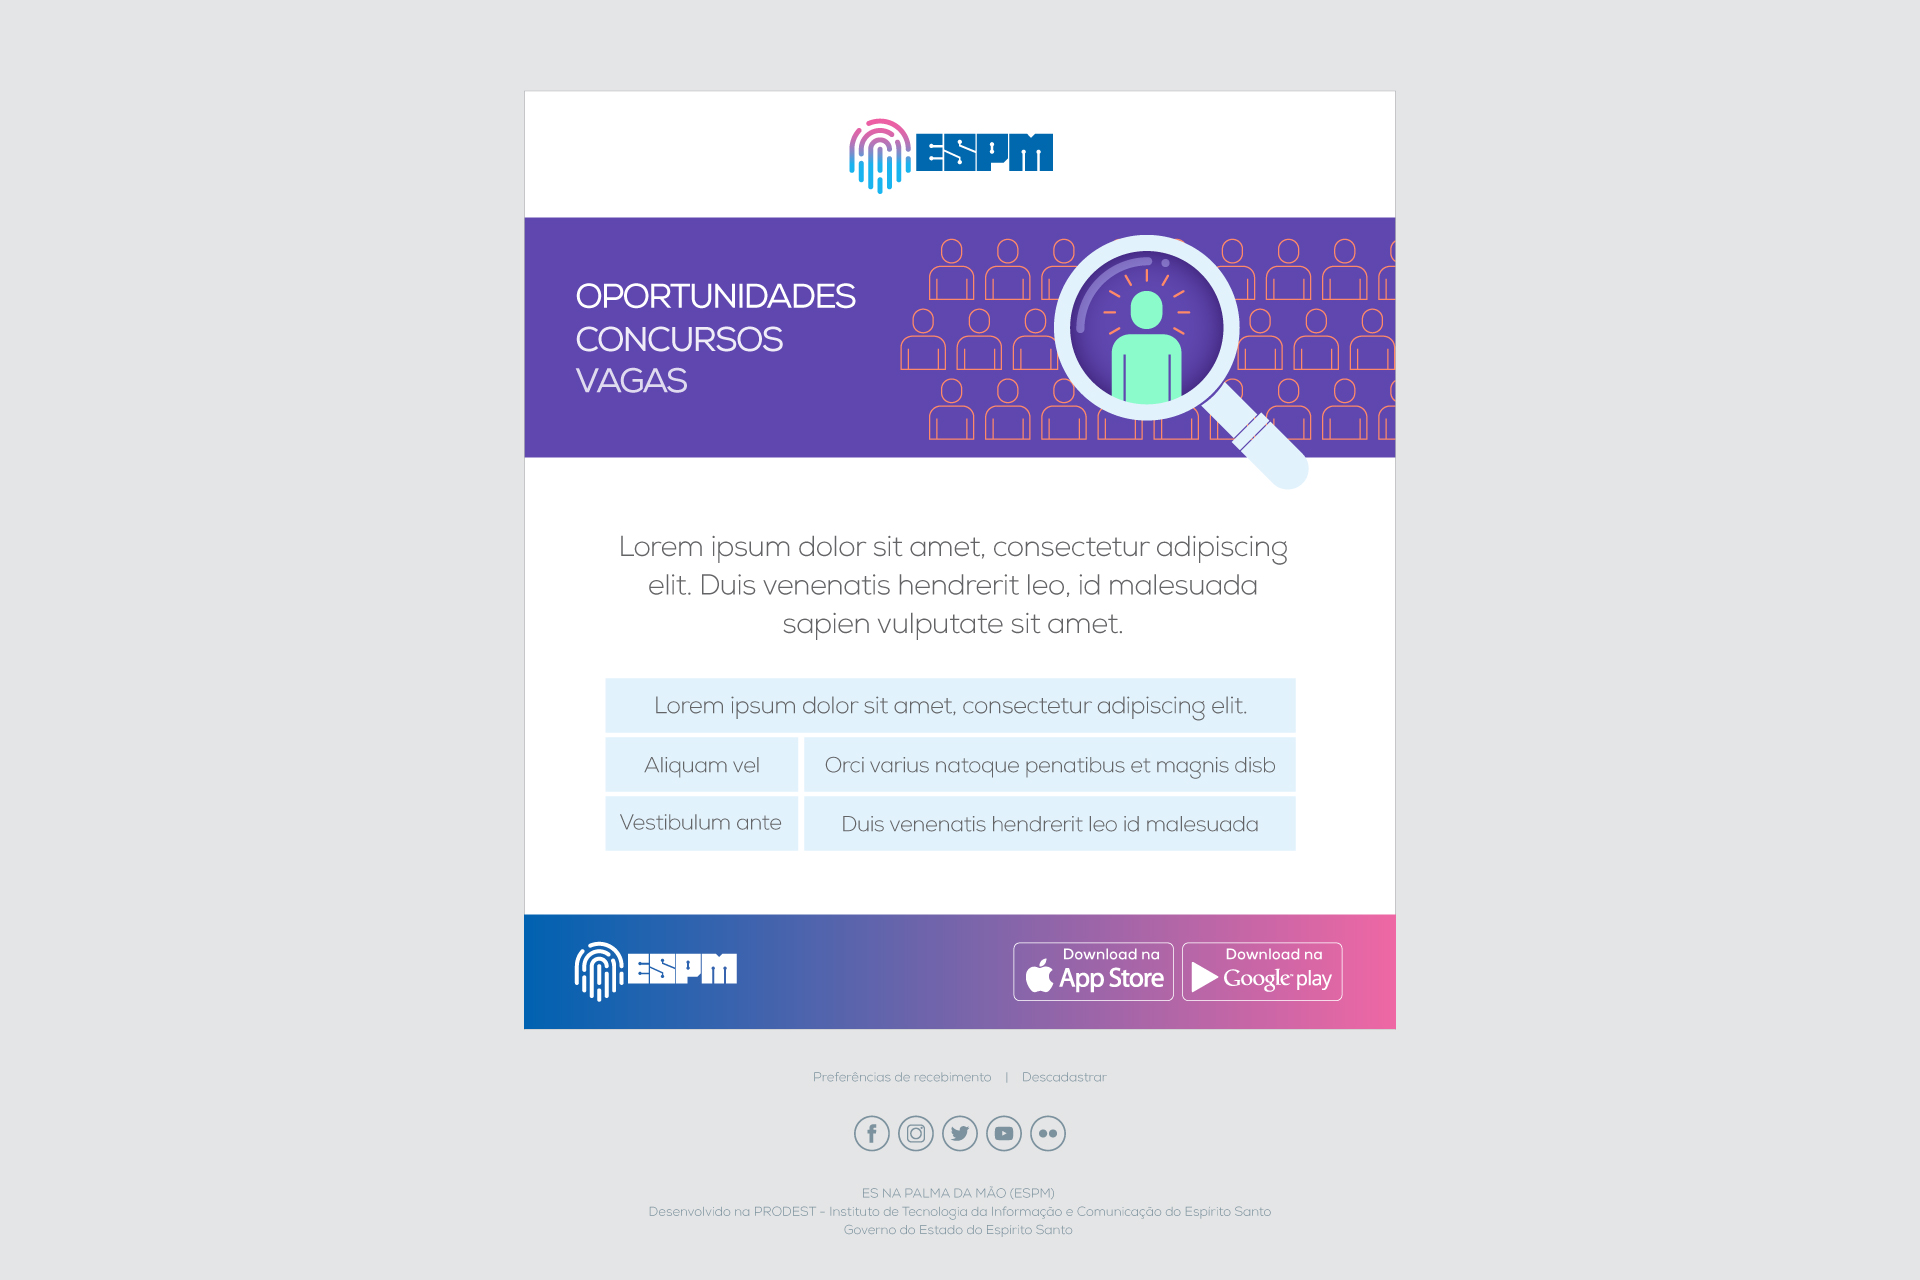 ESPM
OPORTUNIDADES
CONCURSOS
VAGAS
Lorem ipsum dolor sit amet, consectetur adipiscing
elit. Duis venenatis hendrerit leo, id malesuada
sapien vulputate sit amet.
Lorem ipsum dolor sit amet, consectetur adipiscing elit.
Aliquam vel
Orci varius natoque penatibus et magnis disb
Vestibulum ante
Duis venenatis hendrerit leo id malesuada
ESPM
Download na
App Store
Download na
Google play
Preferências de recebimento | Descadastrar
ES NA PALMA DA MÃO (ESPM)
Desenvolvido na PRODEST - Instituto de Tecnologia da Informação e Comunicação do Espírito Santo
Governo do Estado do Espírito Santo